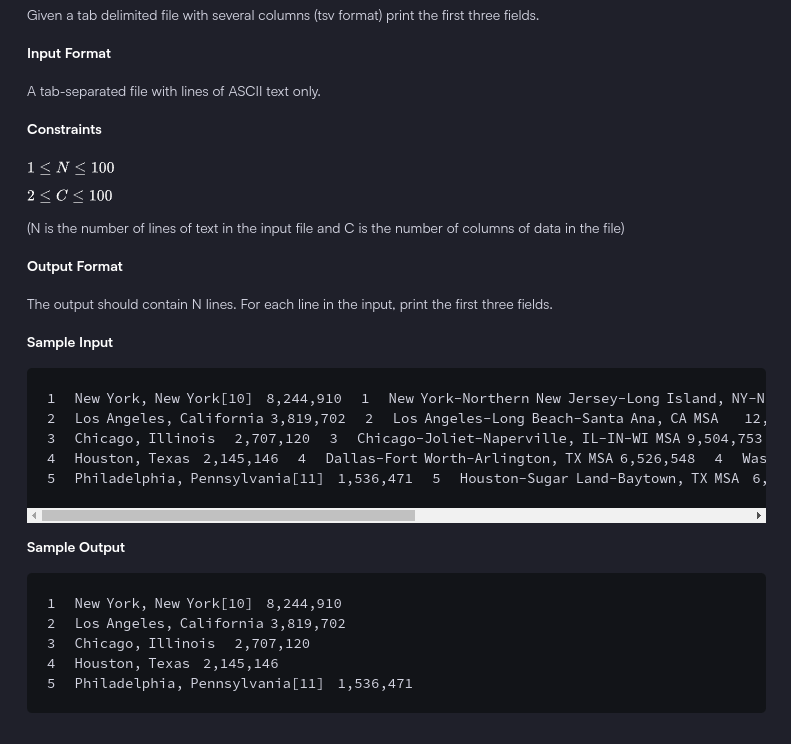 Given a tab delimited file with several columns (tsv format) print the first three fields.
Input Format
A tab-separated file with lines of ASCII text only.
Constraints
1 ≤ N ≤ 100
2 ≤ C ≤ 100
(N is the number of lines of text in the input file and C is the number of columns of data in the file)
Output Format
The output should contain N lines. For each line in the input, print the first three fields.
Sample Input
1 New York, New York[10] 8,244,910 1 New York-Northern New Jersey-Long Island, NY-N
2 Los Angeles, California 3,819,702 2 Los Angeles-Long Beach-Santa Ana, CA MSA 12,
3 Chicago, Illinois 2,707,120 3 Chicago-Joliet-Naperville, IL-IN-WI MSA 9,504,753
4 Houston, Texas 2,145,146 4 Dallas-Fort Worth-Arlington, TX MSA 6,526,548 4 Was
5 Philadelphia, Pennsylvania[11] 1,536,471 5 Houston-Sugar Land-Baytown, TX MSA 6,
Sample Output
1 New York, New York[10] 8,244,910
2 Los Angeles, California 3,819,702
3 Chicago, Illinois 2,707,120
4 Houston, Texas 2,145,146
5 Philadelphia, Pennsylvania[11] 1,536,471